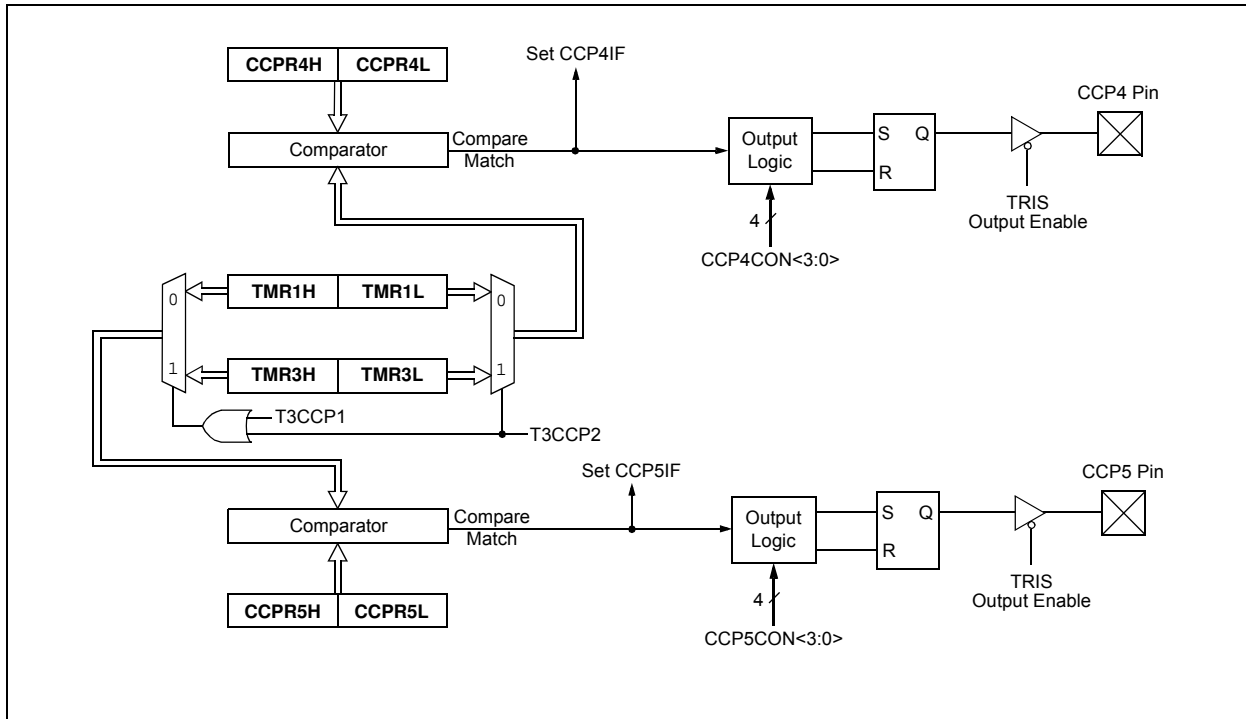 CCPR4H CCPR4L
Set CCP4IF
CCP4 Pin
Comparator
Compare
Match
Output
Logic
S Q
R
TRIS
Output Enable
4
CCP4CON<3:0>
0
TMR1H TMR1L
0
1
TMR3H TMR3L
1
T3CCP1
T3CCP2
Set CCP5IF
CCP5 Pin
Comparator
Compare
Match
Output
Logic
S Q
R
TRIS
Output Enable
4
CCP5CON<3:0>
CCPR5H CCPR5L